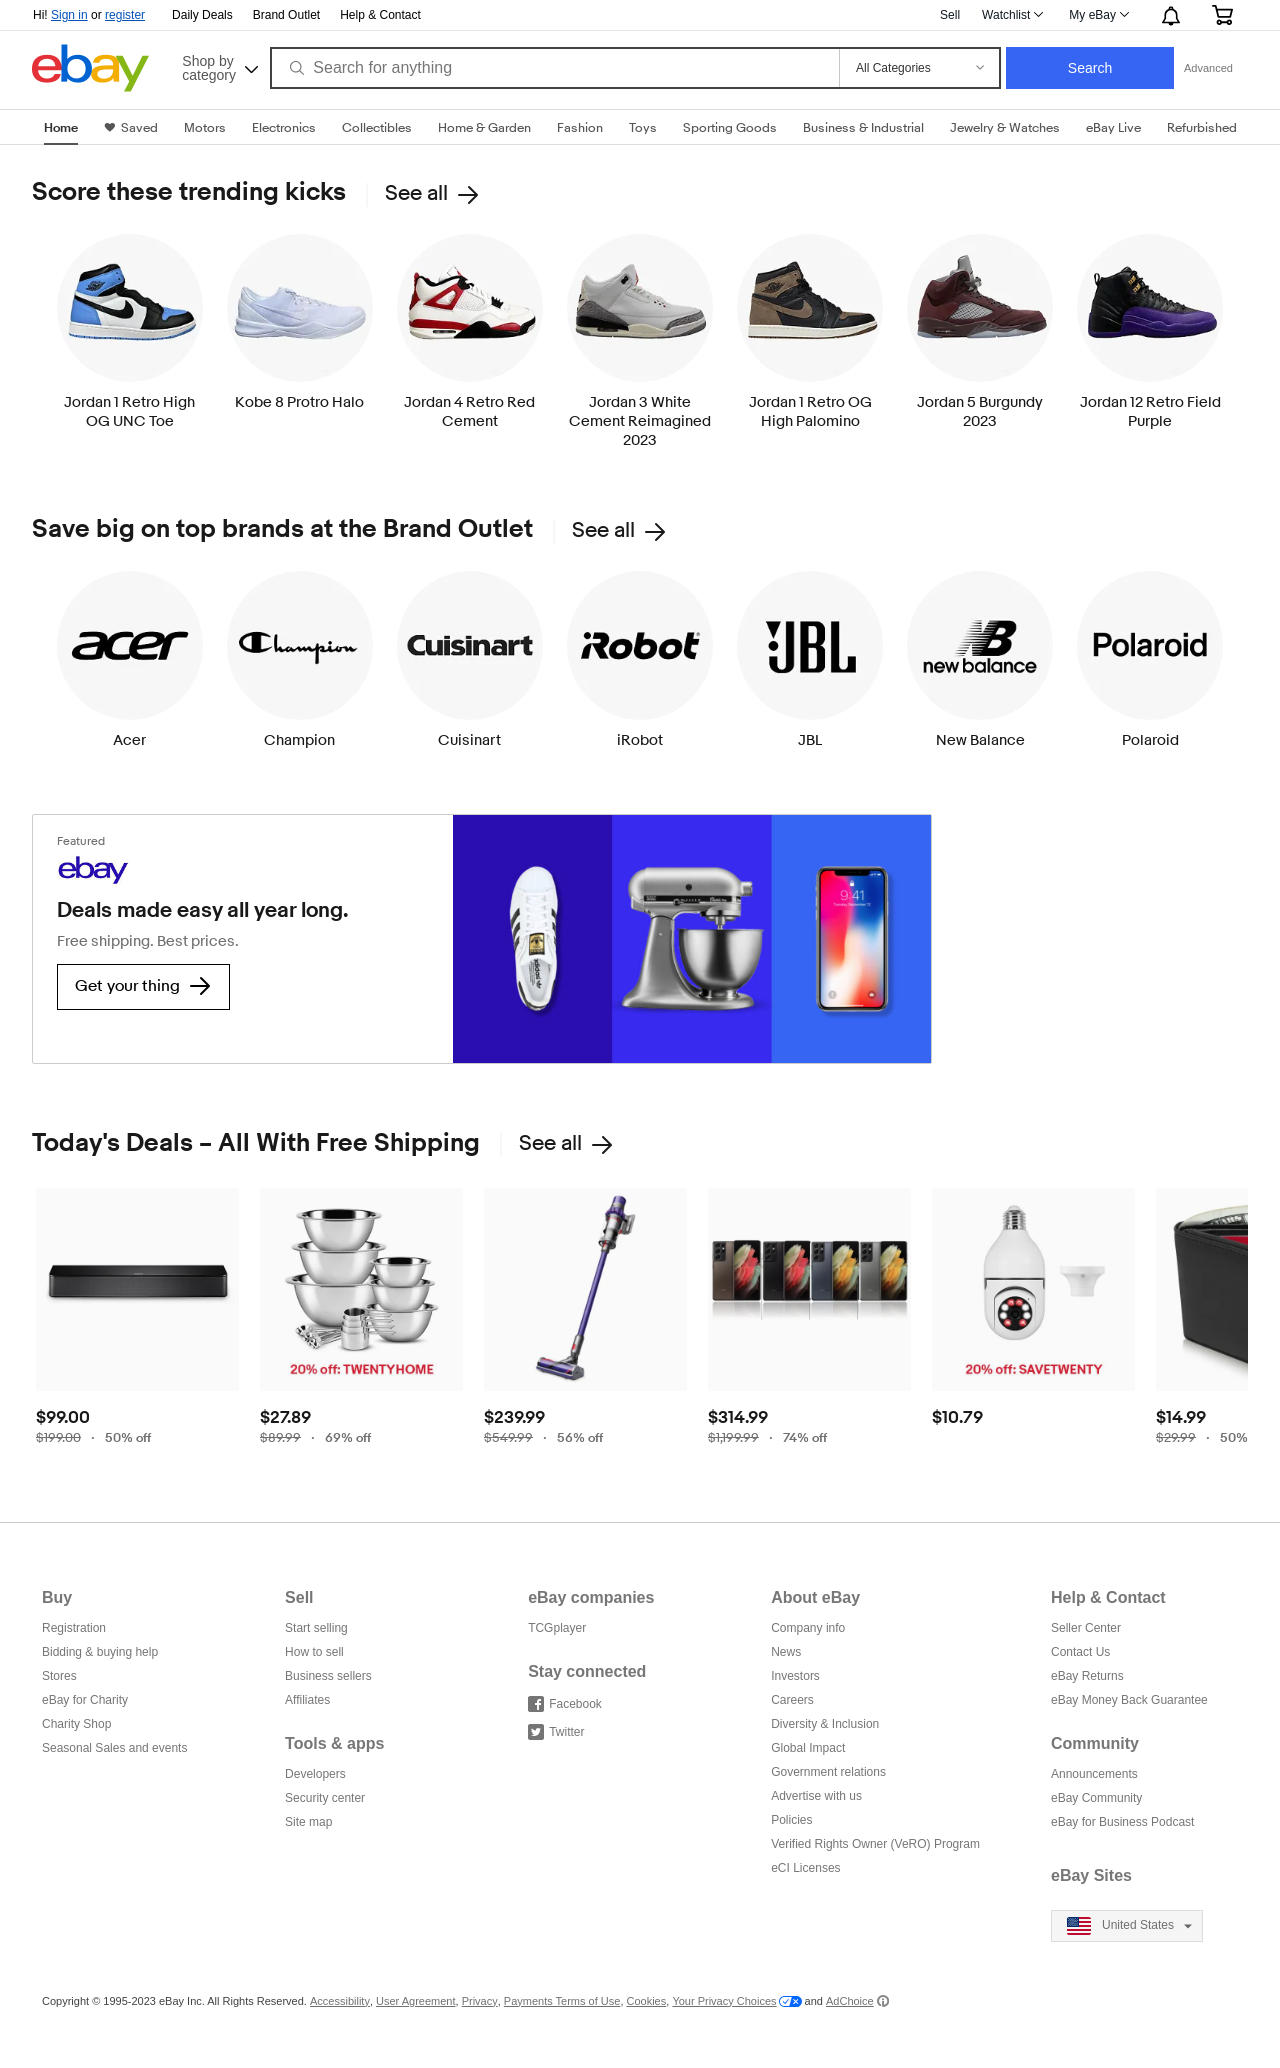 Hi! Sign in or register Daily Deals Brand Outlet Help & Contact Sell Watchlist My eBay
ebay Shop by category Search for anything All Categories Search Advanced
Home Saved Motors Electronics Collectibles Home & Garden Fashion Toys Sporting Goods Business & Industrial Jewelry & Watches eBay Live Refurbished
Score these trending kicks See all
Jordan 1 Retro High OG UNC Toe
Kobe 8 Protro Halo
Jordan 4 Retro Red Cement
Jordan 3 White Cement Reimagined 2023
Jordan 1 Retro OG High Palomino
Jordan 5 Burgundy 2023
Jordan 12 Retro Field Purple
Save big on top brands at the Brand Outlet See all
acer Champion Cuisinart iRobot JBL NB new balance Polaroid
Acer Champion Cuisinart iRobot JBL New Balance Polaroid
Featured
ebay
Deals made easy all year long.
Free shipping. Best prices.
Get your thing
9:41
Today's Deals – All With Free Shipping See all
20% off: TWENTYHOME
20% off: SAVETWENTY
$99.00 $27.89 $239.99 $314.99 $10.79 $14.99
$199.00 · 50% off $89.99 · 69% off $549.99 · 56% off $1,199.99 · 74% off $29.99 · 50%
Buy
Registration
Bidding & buying help
Stores
eBay for Charity
Charity Shop
Seasonal Sales and events
Sell
Start selling
How to sell
Business sellers
Affiliates
Tools & apps
Developers
Security center
Site map
eBay companies
TCGplayer
Stay connected
Facebook
Twitter
About eBay
Company info
News
Investors
Careers
Diversity & Inclusion
Global Impact
Government relations
Advertise with us
Policies
Verified Rights Owner (VeRO) Program
eCI Licenses
Help & Contact
Seller Center
Contact Us
eBay Returns
eBay Money Back Guarantee
Community
Announcements
eBay Community
eBay for Business Podcast
eBay Sites
United States
Copyright © 1995-2023 eBay Inc. All Rights Reserved. Accessibility, User Agreement, Privacy, Payments Terms of Use, Cookies, Your Privacy Choices and AdChoice